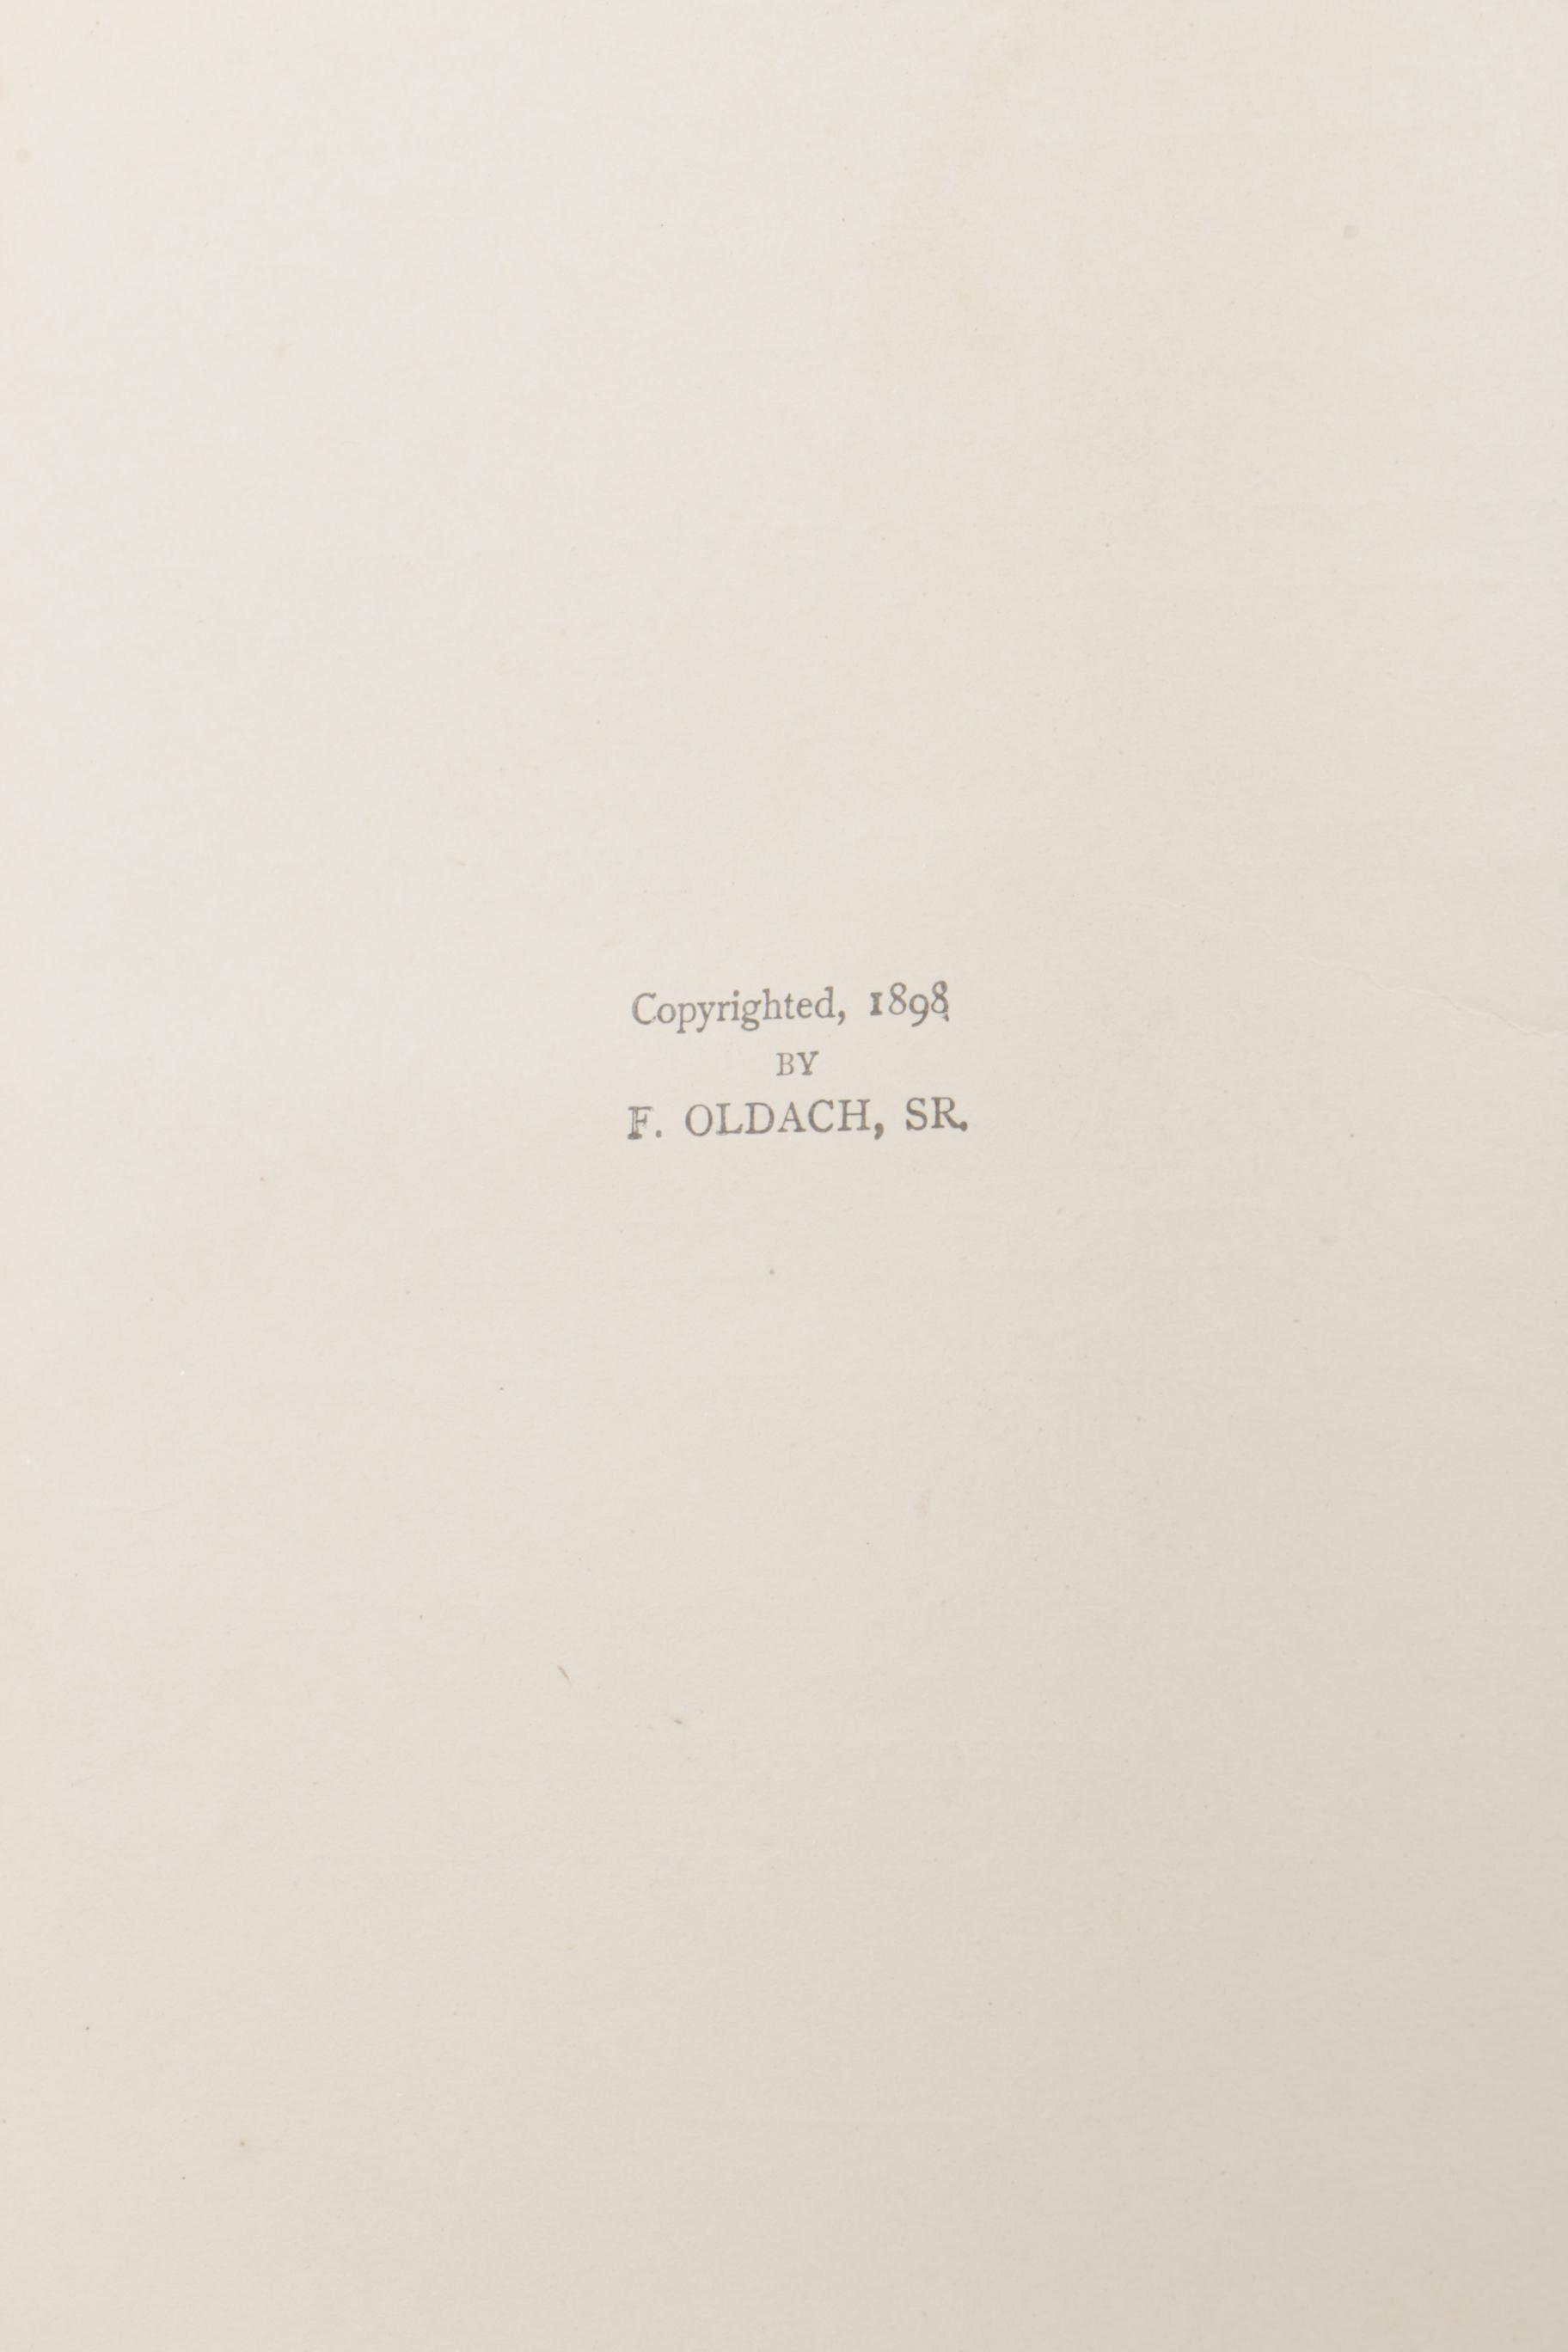 Copyrighted, 1898
BY
F. OLDACH, SR.